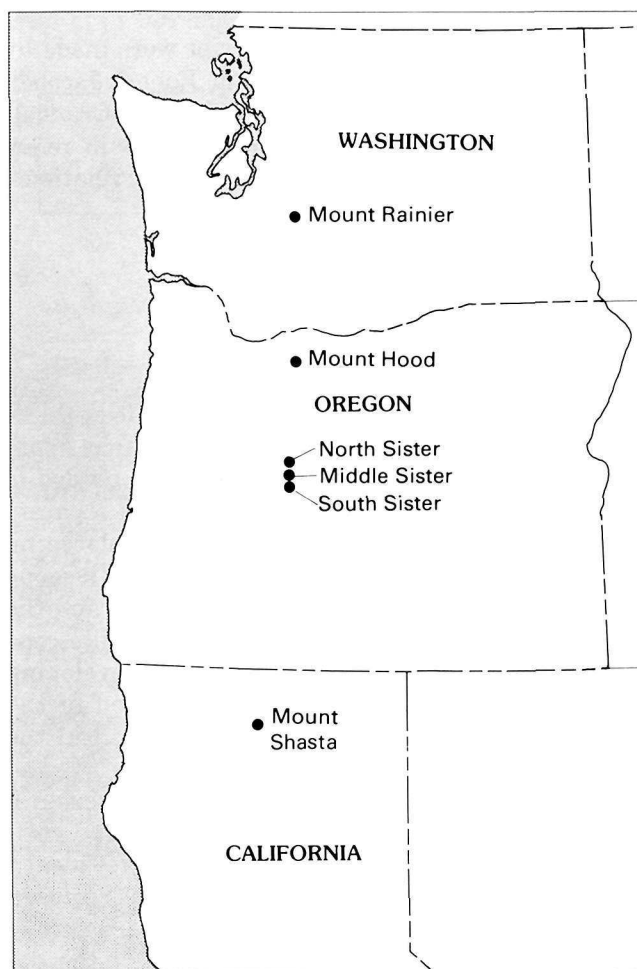 WASHINGTON
Mount Rainier
Mount Hood
OREGON
North Sister
Middle Sister
South Sister
Mount
Shasta
CALIFORNIA